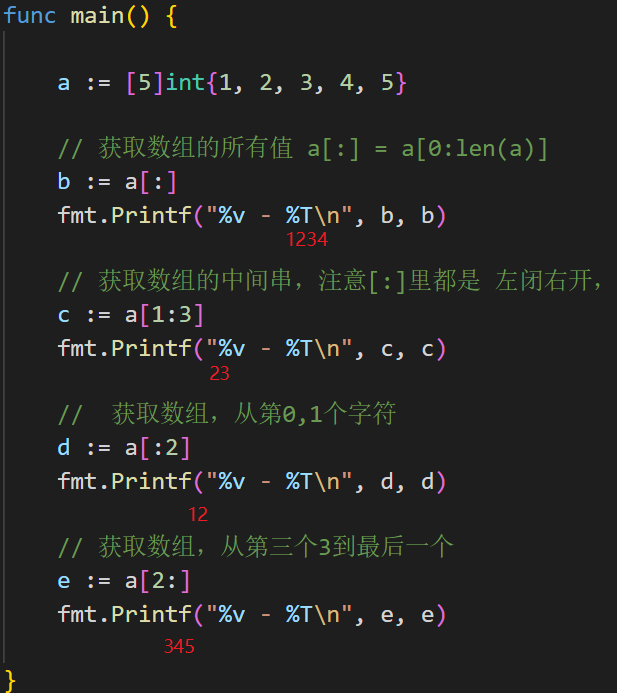 func main() {
a := [5]int{1, 2, 3, 4, 5}
// 获取数组的所有值 a[:] = a[0:len(a)]
b := a[:]
fmt.Printf("%v - %T\n", b, b)
1234
// 获取数组的中间串，注意[:]里都是 左闭右开，
c := a[1:3]
fmt.Printf("%v - %T\n", c, c)
23
//  获取数组，从第0,1个字符
d := a[:2]
fmt.Printf("%v - %T\n", d, d)
12
// 获取数组，从第三个3到最后一个
e := a[2:]
fmt.Printf("%v - %T\n", e, e)
345
}